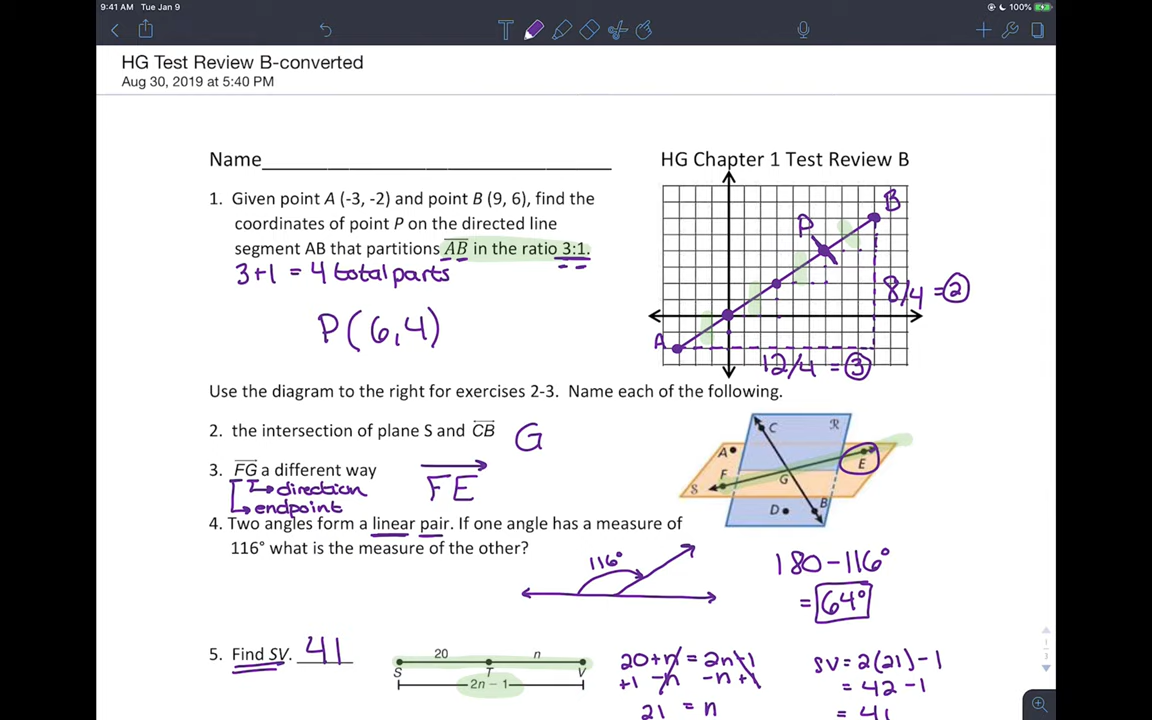 9:41 AM Tue Jan 9
100%
HG Test Review B-converted
Aug 30, 2019 at 5:40 PM
Name
HG Chapter 1 Test Review B
1. Given point A (-3, -2) and point B (9, 6), find the
coordinates of point P on the directed line
segment AB that partitions AB in the ratio 3:1.
3+1 = 4 total parts
P(6,4)
A
P
B
8/4 = 2
12/4 = 3
Use the diagram to the right for exercises 2-3. Name each of the following.
2. the intersection of plane S and CB
G
3. FG a different way
direction
endpoint
FE
A
C
R
E
F
G
S
D
B
4. Two angles form a linear pair. If one angle has a measure of
116° what is the measure of the other?
116°
180-116°
= 64°
5. Find SV. 41
20
n
S
T
V
2n – 1
20+n = 2n-1
+1 -n -n +1
21 = n
SV = 2(21) - 1
= 42 - 1
= 41